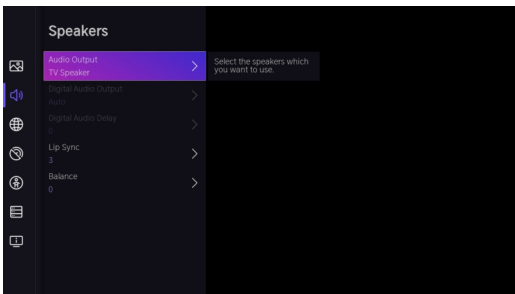 Speakers
Audio Output
TV Speaker
Select the speakers which
you want to use.
Digital Audio Output
Auto
Digital Audio Delay
0
Lip Sync
3
Balance
0